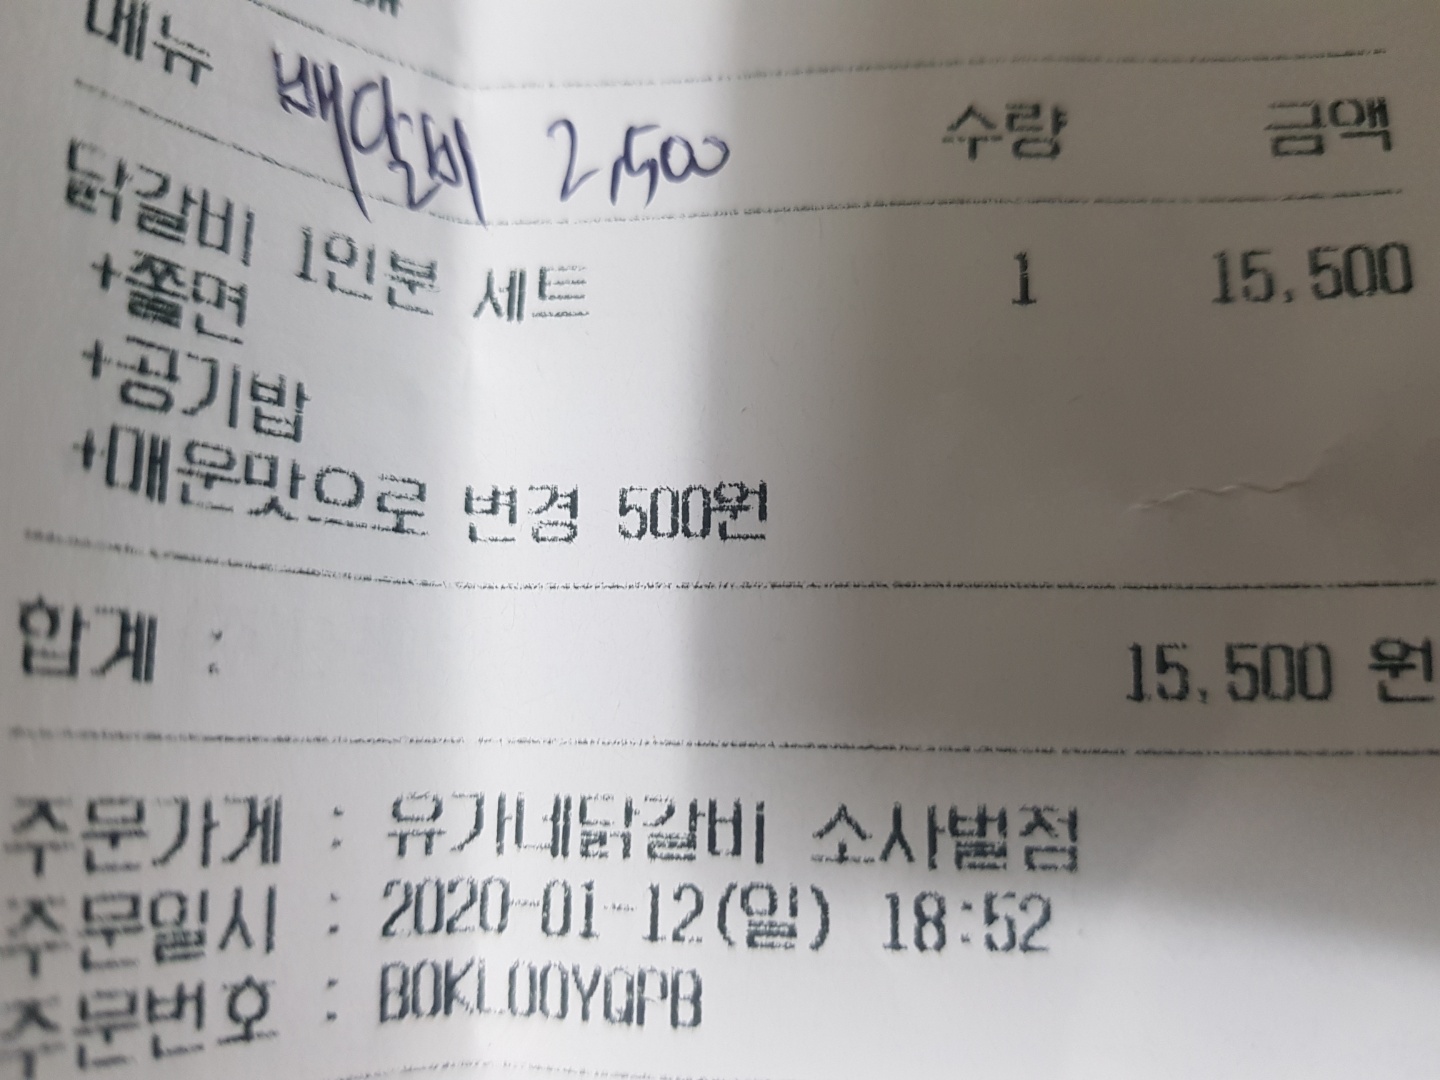 메뉴 수량 금액
배달비 2,500
닭갈비 1인분 세트 1 15,500
+쫄면
+공기밥
+매운맛으로 변경 500원
합계 : 15,500 원
주문가게 : 유가네닭갈비 소사벌점
주문일시 : 2020-01-12(일) 18:52
주문번호 : B0KL00YQPB